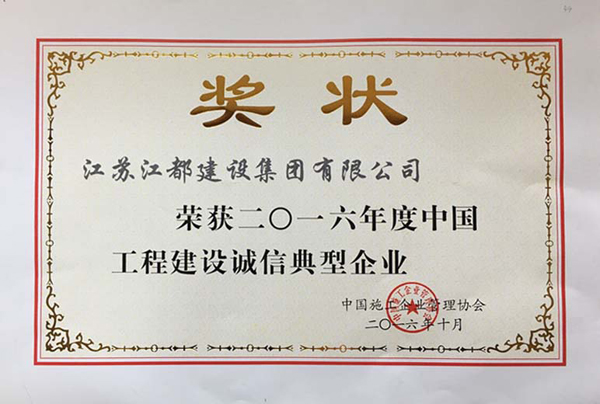 奖状
江苏江都建设集团有限公司
荣获二〇一六年度中国
工程建设诚信典型企业
中国施工企业管理协会
二〇一六年十月